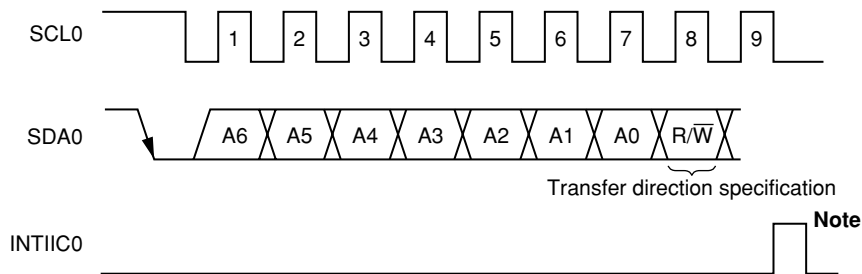 SCL0 1 2 3 4 5 6 7 8 9
SDA0 A6 A5 A4 A3 A2 A1 A0 R/W̅
Transfer direction specification
Note
INTIIC0